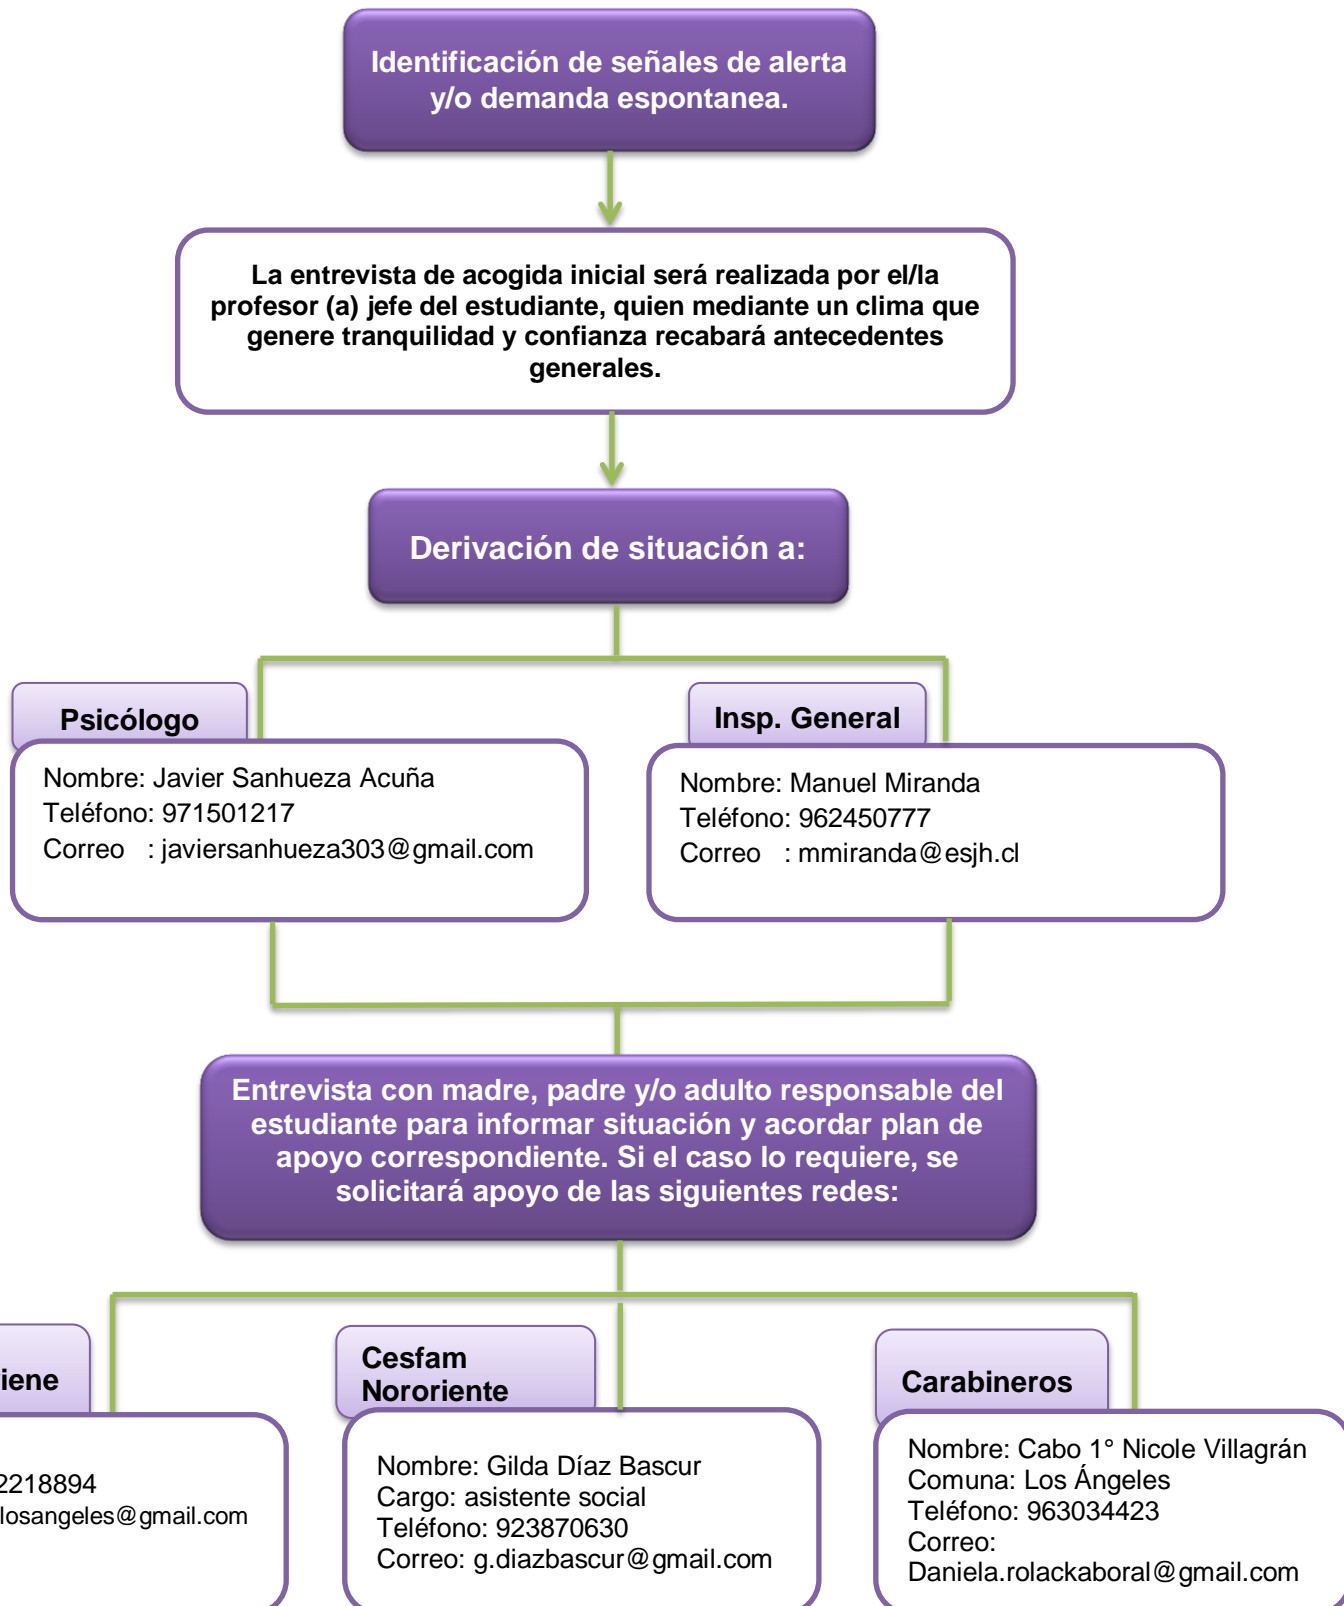 Identificación de señales de alerta
y/o demanda espontanea.
La entrevista de acogida inicial será realizada por el/la
profesor (a) jefe del estudiante, quien mediante un clima que
genere tranquilidad y confianza recabará antecedentes
generales.
Derivación de situación a:
Psicólogo
Nombre: Javier Sanhueza Acuña
Teléfono: 971501217
Correo : javiersanhueza303@gmail.com
Insp. General
Nombre: Manuel Miranda
Teléfono: 962450777
Correo : mmiranda@esjh.cl
Entrevista con madre, padre y/o adulto responsable del
estudiante para informar situación y acordar plan de
apoyo correspondiente. Si el caso lo requiere, se
solicitará apoyo de las siguientes redes:
iene
2218894
losangeles@gmail.com
Cesfam
Nororiente
Nombre: Gilda Díaz Bascur
Cargo: asistente social
Teléfono: 923870630
Correo: g.diazbascur@gmail.com
Carabineros
Nombre: Cabo 1° Nicole Villagrán
Comuna: Los Ángeles
Teléfono: 963034423
Correo:
Daniela.rolackaboral@gmail.com